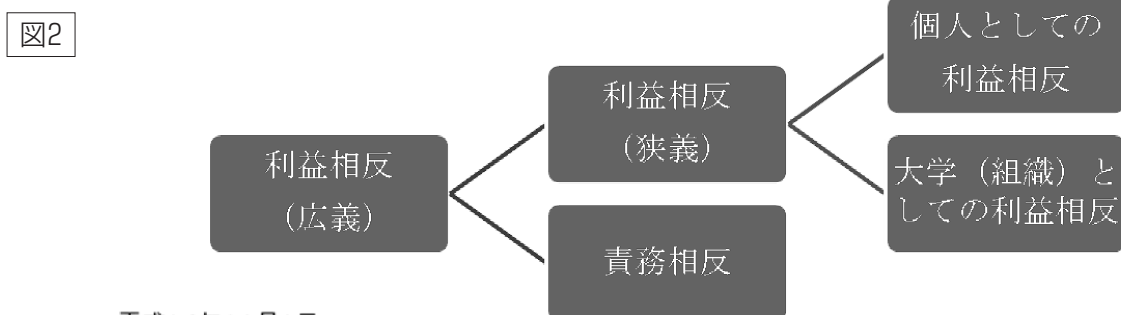 図2
利益相反
(広義)
利益相反
(狭義)
責務相反
個人としての
利益相反
大学（組織）と
しての利益相反